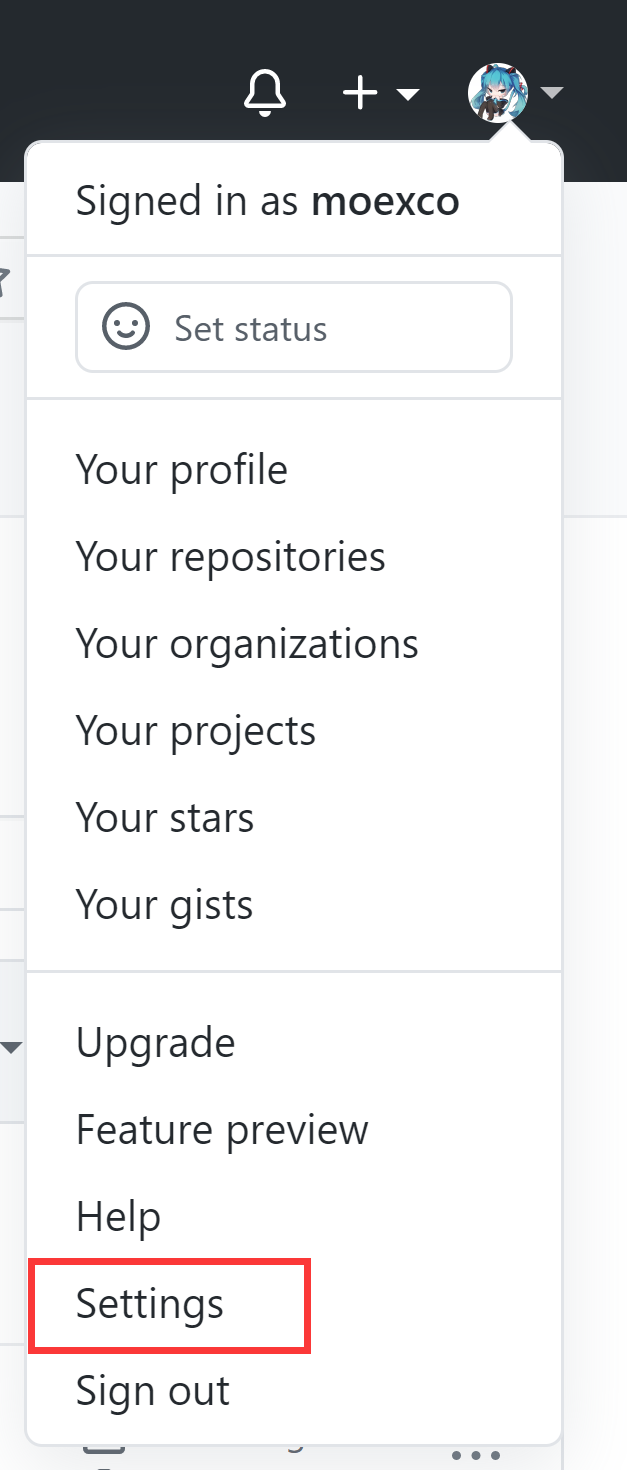 Signed in as moexco
Set status
Your profile
Your repositories
Your organizations
Your projects
Your stars
Your gists
Upgrade
Feature preview
Help
Settings
Sign out